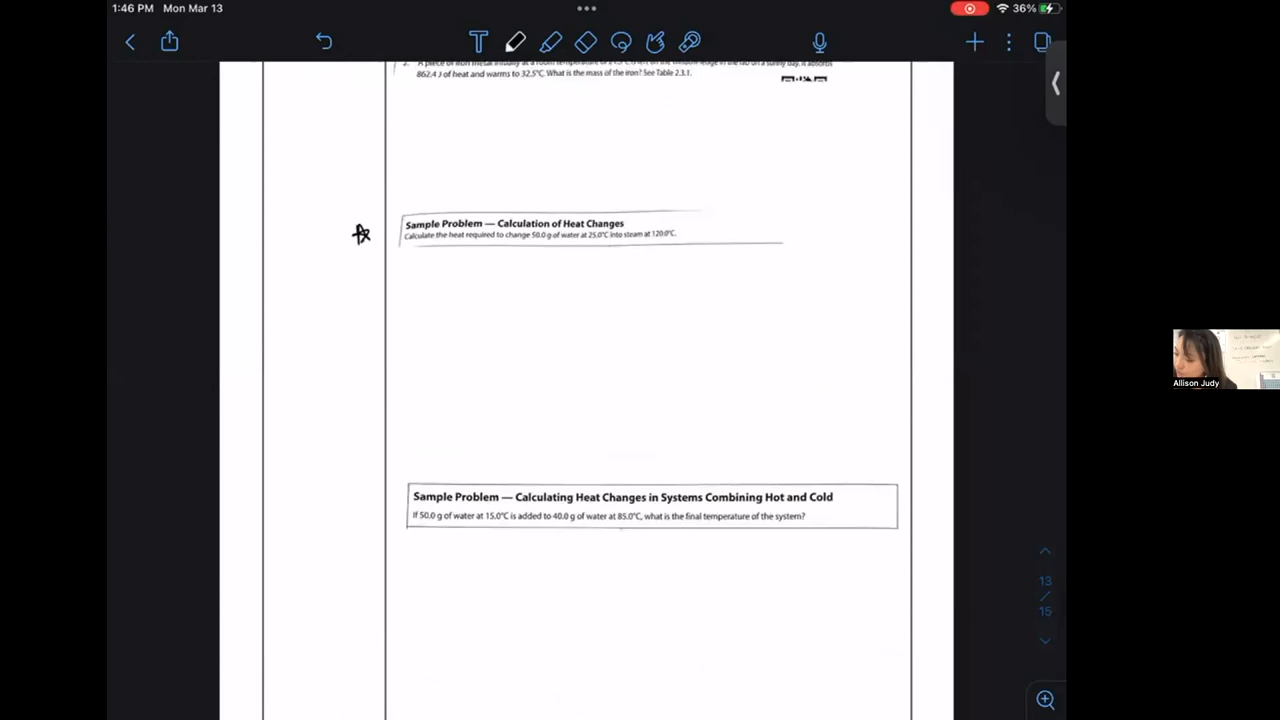 1:46 PM Mon Mar 13
36%
862.4 J of heat and warms to 32.5°C. What is the mass of the iron? See Table 2.3.1.
Sample Problem — Calculation of Heat Changes
Calculate the heat required to change 50.0 g of water at 25.0°C into steam at 120.0°C.
Allison Judy
Sample Problem — Calculating Heat Changes in Systems Combining Hot and Cold
If 50.0 g of water at 15.0°C is added to 40.0 g of water at 85.0°C, what is the final temperature of the system?
13
15